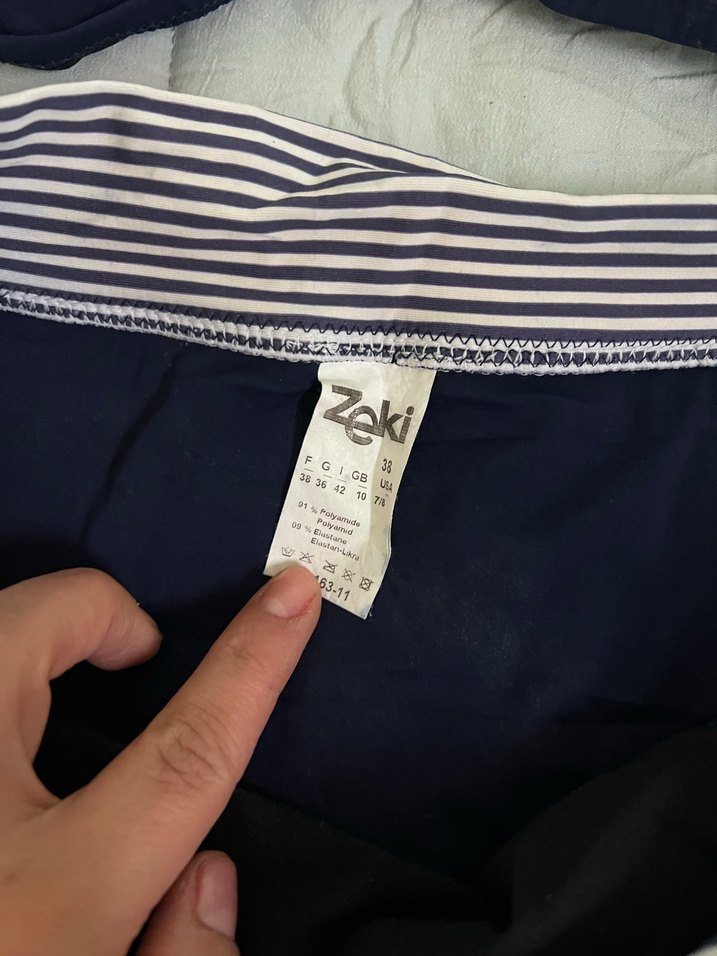 Zeki
38
F G I GB USA
38 36 42 10 7/8
91 % Polyamide
Polyamid
09 % Elastane
Elastan-Likra
163-11